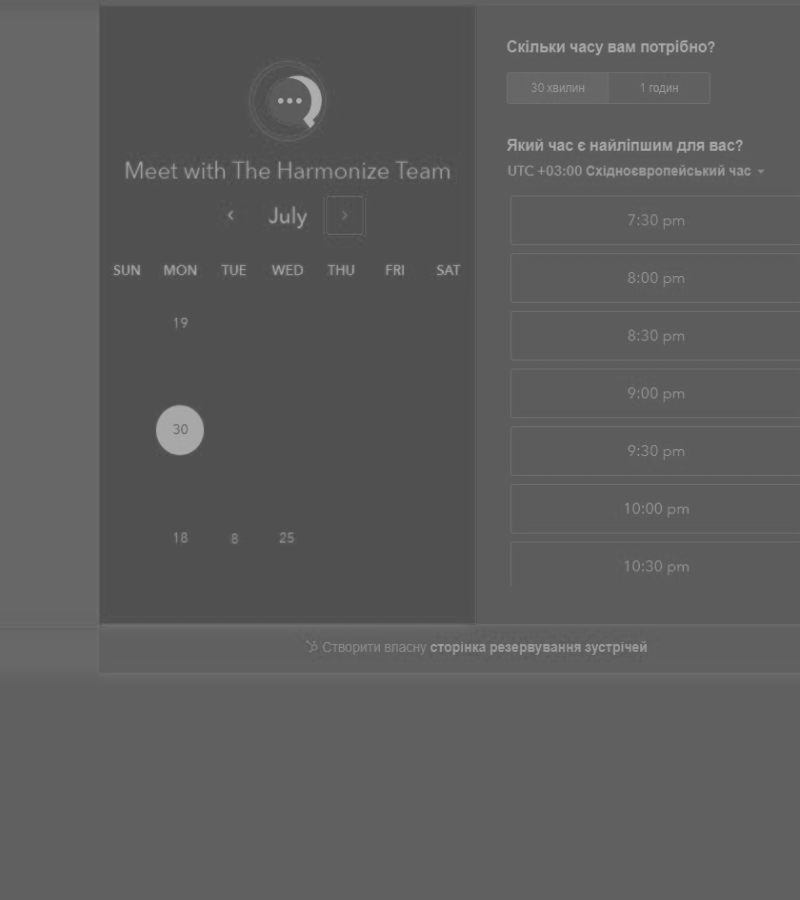 Meet with The Harmonize Team
July
SUN MON TUE WED THU FRI SAT
19
30
18 8 25
Скільки часу вам потрібно?
30 хвилин 1 годин
Який час є найліпшим для вас?
UTC +03:00 Східноєвропейський час
7:30 pm
8:00 pm
8:30 pm
9:00 pm
9:30 pm
10:00 pm
10:30 pm
Створити власну сторінка резервування зустрічей